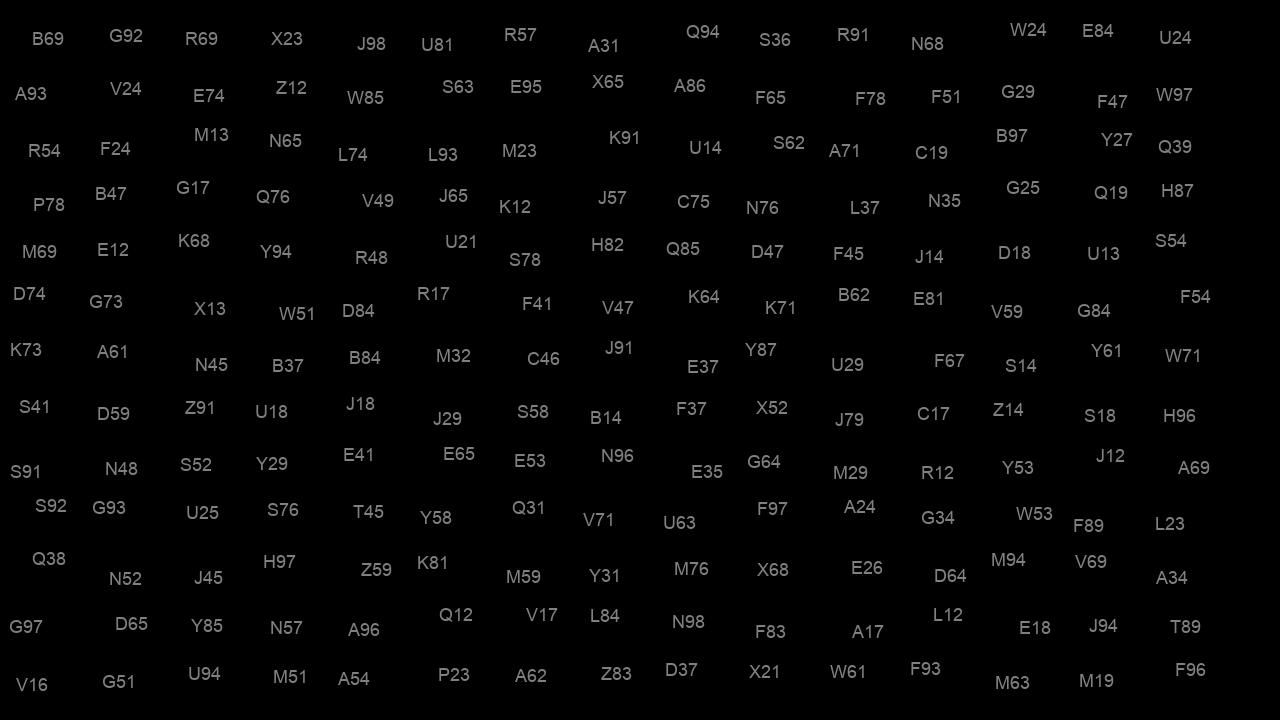 B69 G92 R69 X23 J98 U81 R57 A31 Q94 S36 R91 N68 W24 E84 U24
A93 V24 E74 Z12 W85 S63 E95 X65 A86 F65 F78 F51 G29 F47 W97
R54 F24 M13 N65 L74 L93 M23 K91 U14 S62 A71 C19 B97 Y27 Q39
P78 B47 G17 Q76 V49 J65 K12 J57 C75 N76 L37 N35 G25 Q19 H87
M69 E12 K68 Y94 R48 U21 S78 H82 Q85 D47 F45 J14 D18 U13 S54
D74 G73 X13 W51 D84 R17 F41 V47 K64 K71 B62 E81 V59 G84 F54
K73 A61 N45 B37 B84 M32 C46 J91 E37 Y87 U29 F67 S14 Y61 W71
S41 D59 Z91 U18 J18 J29 S58 B14 F37 X52 J79 C17 Z14 S18 H96
S91 N48 S52 Y29 E41 E65 E53 N96 E35 G64 M29 R12 Y53 J12 A69
S92 G93 U25 S76 T45 Y58 Q31 V71 U63 F97 A24 G34 W53 F89 L23
Q38 N52 J45 H97 Z59 K81 M59 Y31 M76 X68 E26 D64 M94 V69 A34
G97 D65 Y85 N57 A96 Q12 V17 L84 N98 F83 A17 L12 E18 J94 T89
V16 G51 U94 M51 A54 P23 A62 Z83 D37 X21 W61 F93 M63 M19 F96